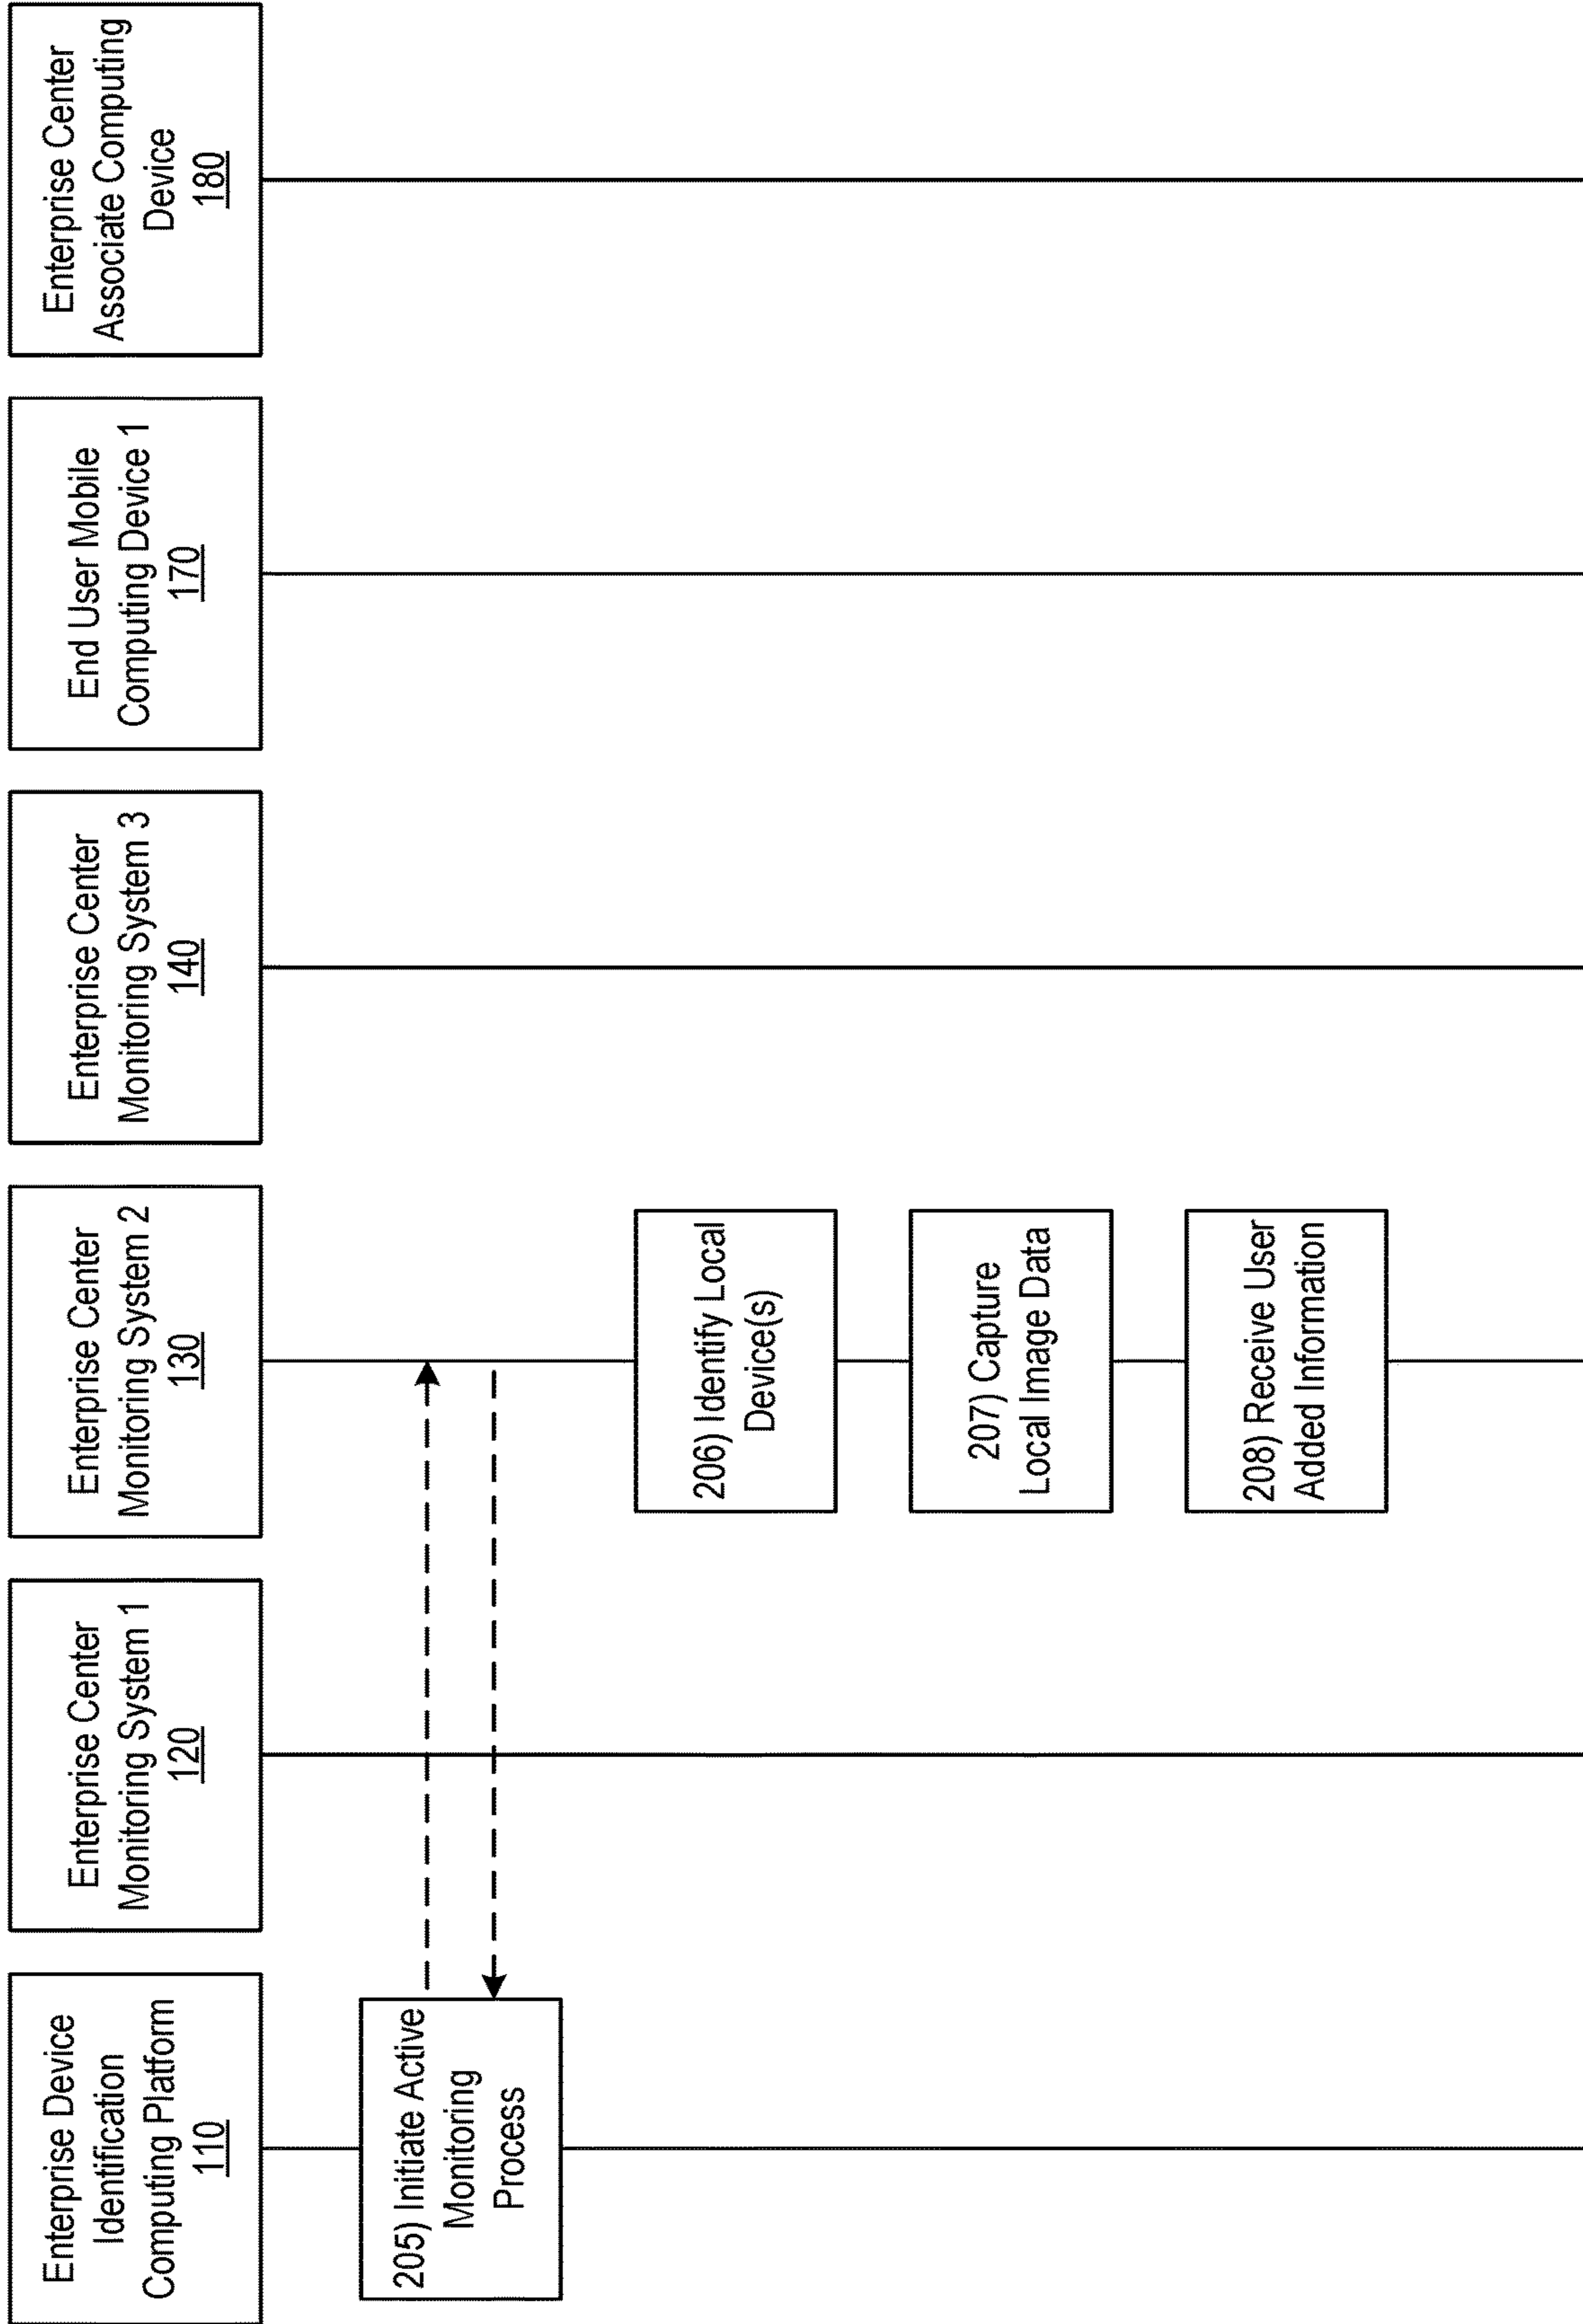 Enterprise Device
Identification
Computing Platform
110
Enterprise Center
Monitoring System 1
120
Enterprise Center
Monitoring System 2
130
Enterprise Center
Monitoring System 3
140
End User Mobile
Computing Device 1
170
Enterprise Center
Associate Computing
Device
180
205) Initiate Active
Monitoring
Process
206) Identify Local
Device(s)
207) Capture
Local Image Data
208) Receive User
Added Information